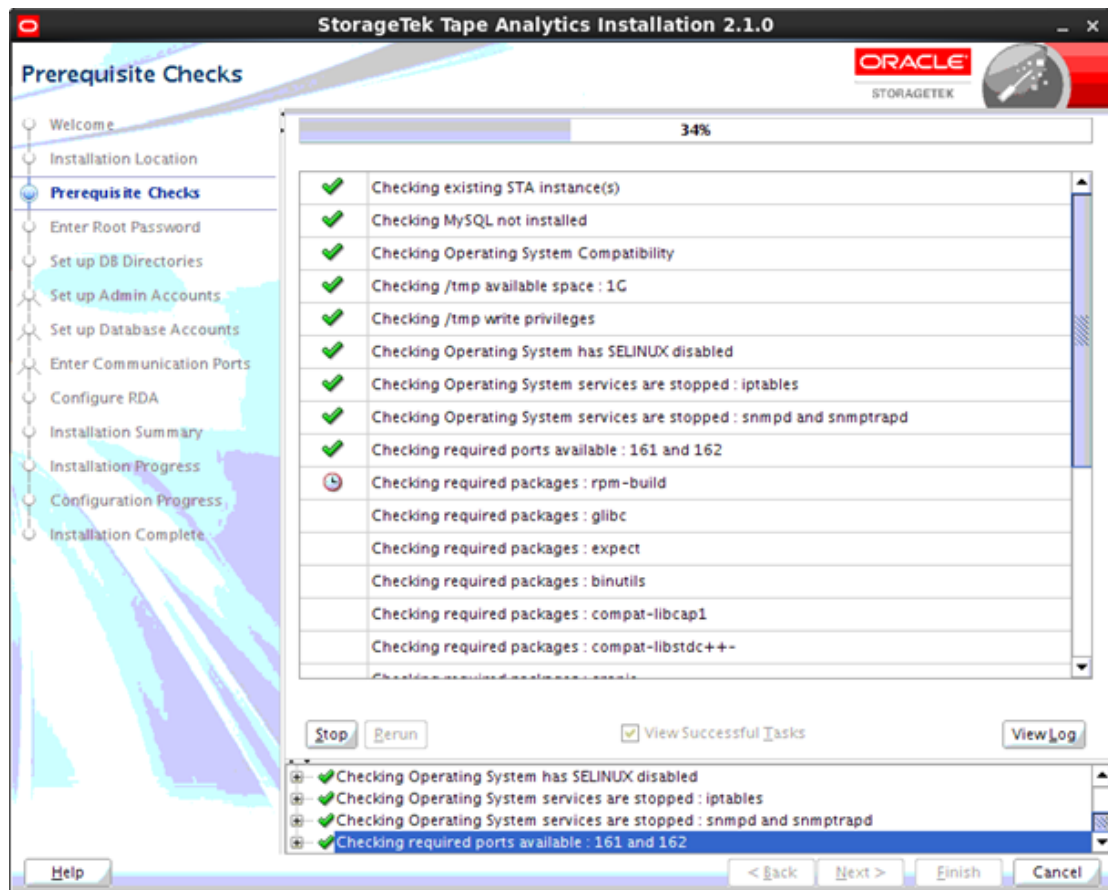 StorageTek Tape Analytics Installation 2.1.0
Prerequisite Checks
ORACLE
STORAGETEK
Welcome
Installation Location
Prerequisite Checks
Enter Root Password
Set up DB Directories
Set up Admin Accounts
Set up Database Accounts
Enter Communication Ports
Configure RDA
Installation Summary
Installation Progress
Configuration Progress
Installation Complete
34%
Checking existing STA instance(s)
Checking MySQL not installed
Checking Operating System Compatibility
Checking /tmp available space : 1G
Checking /tmp write privileges
Checking Operating System has SELINUX disabled
Checking Operating System services are stopped : iptables
Checking Operating System services are stopped : snmpd and snmptrapd
Checking required ports available : 161 and 162
Checking required packages : rpm-build
Checking required packages : glibc
Checking required packages : expect
Checking required packages : binutils
Checking required packages : compat-libcap1
Checking required packages : compat-libstdc++-
Checking required packages : cronie
Stop Rerun View Successful Tasks View Log
Checking Operating System has SELINUX disabled
Checking Operating System services are stopped : iptables
Checking Operating System services are stopped : snmpd and snmptrapd
Checking required ports available : 161 and 162
Help < Back Next > Finish Cancel